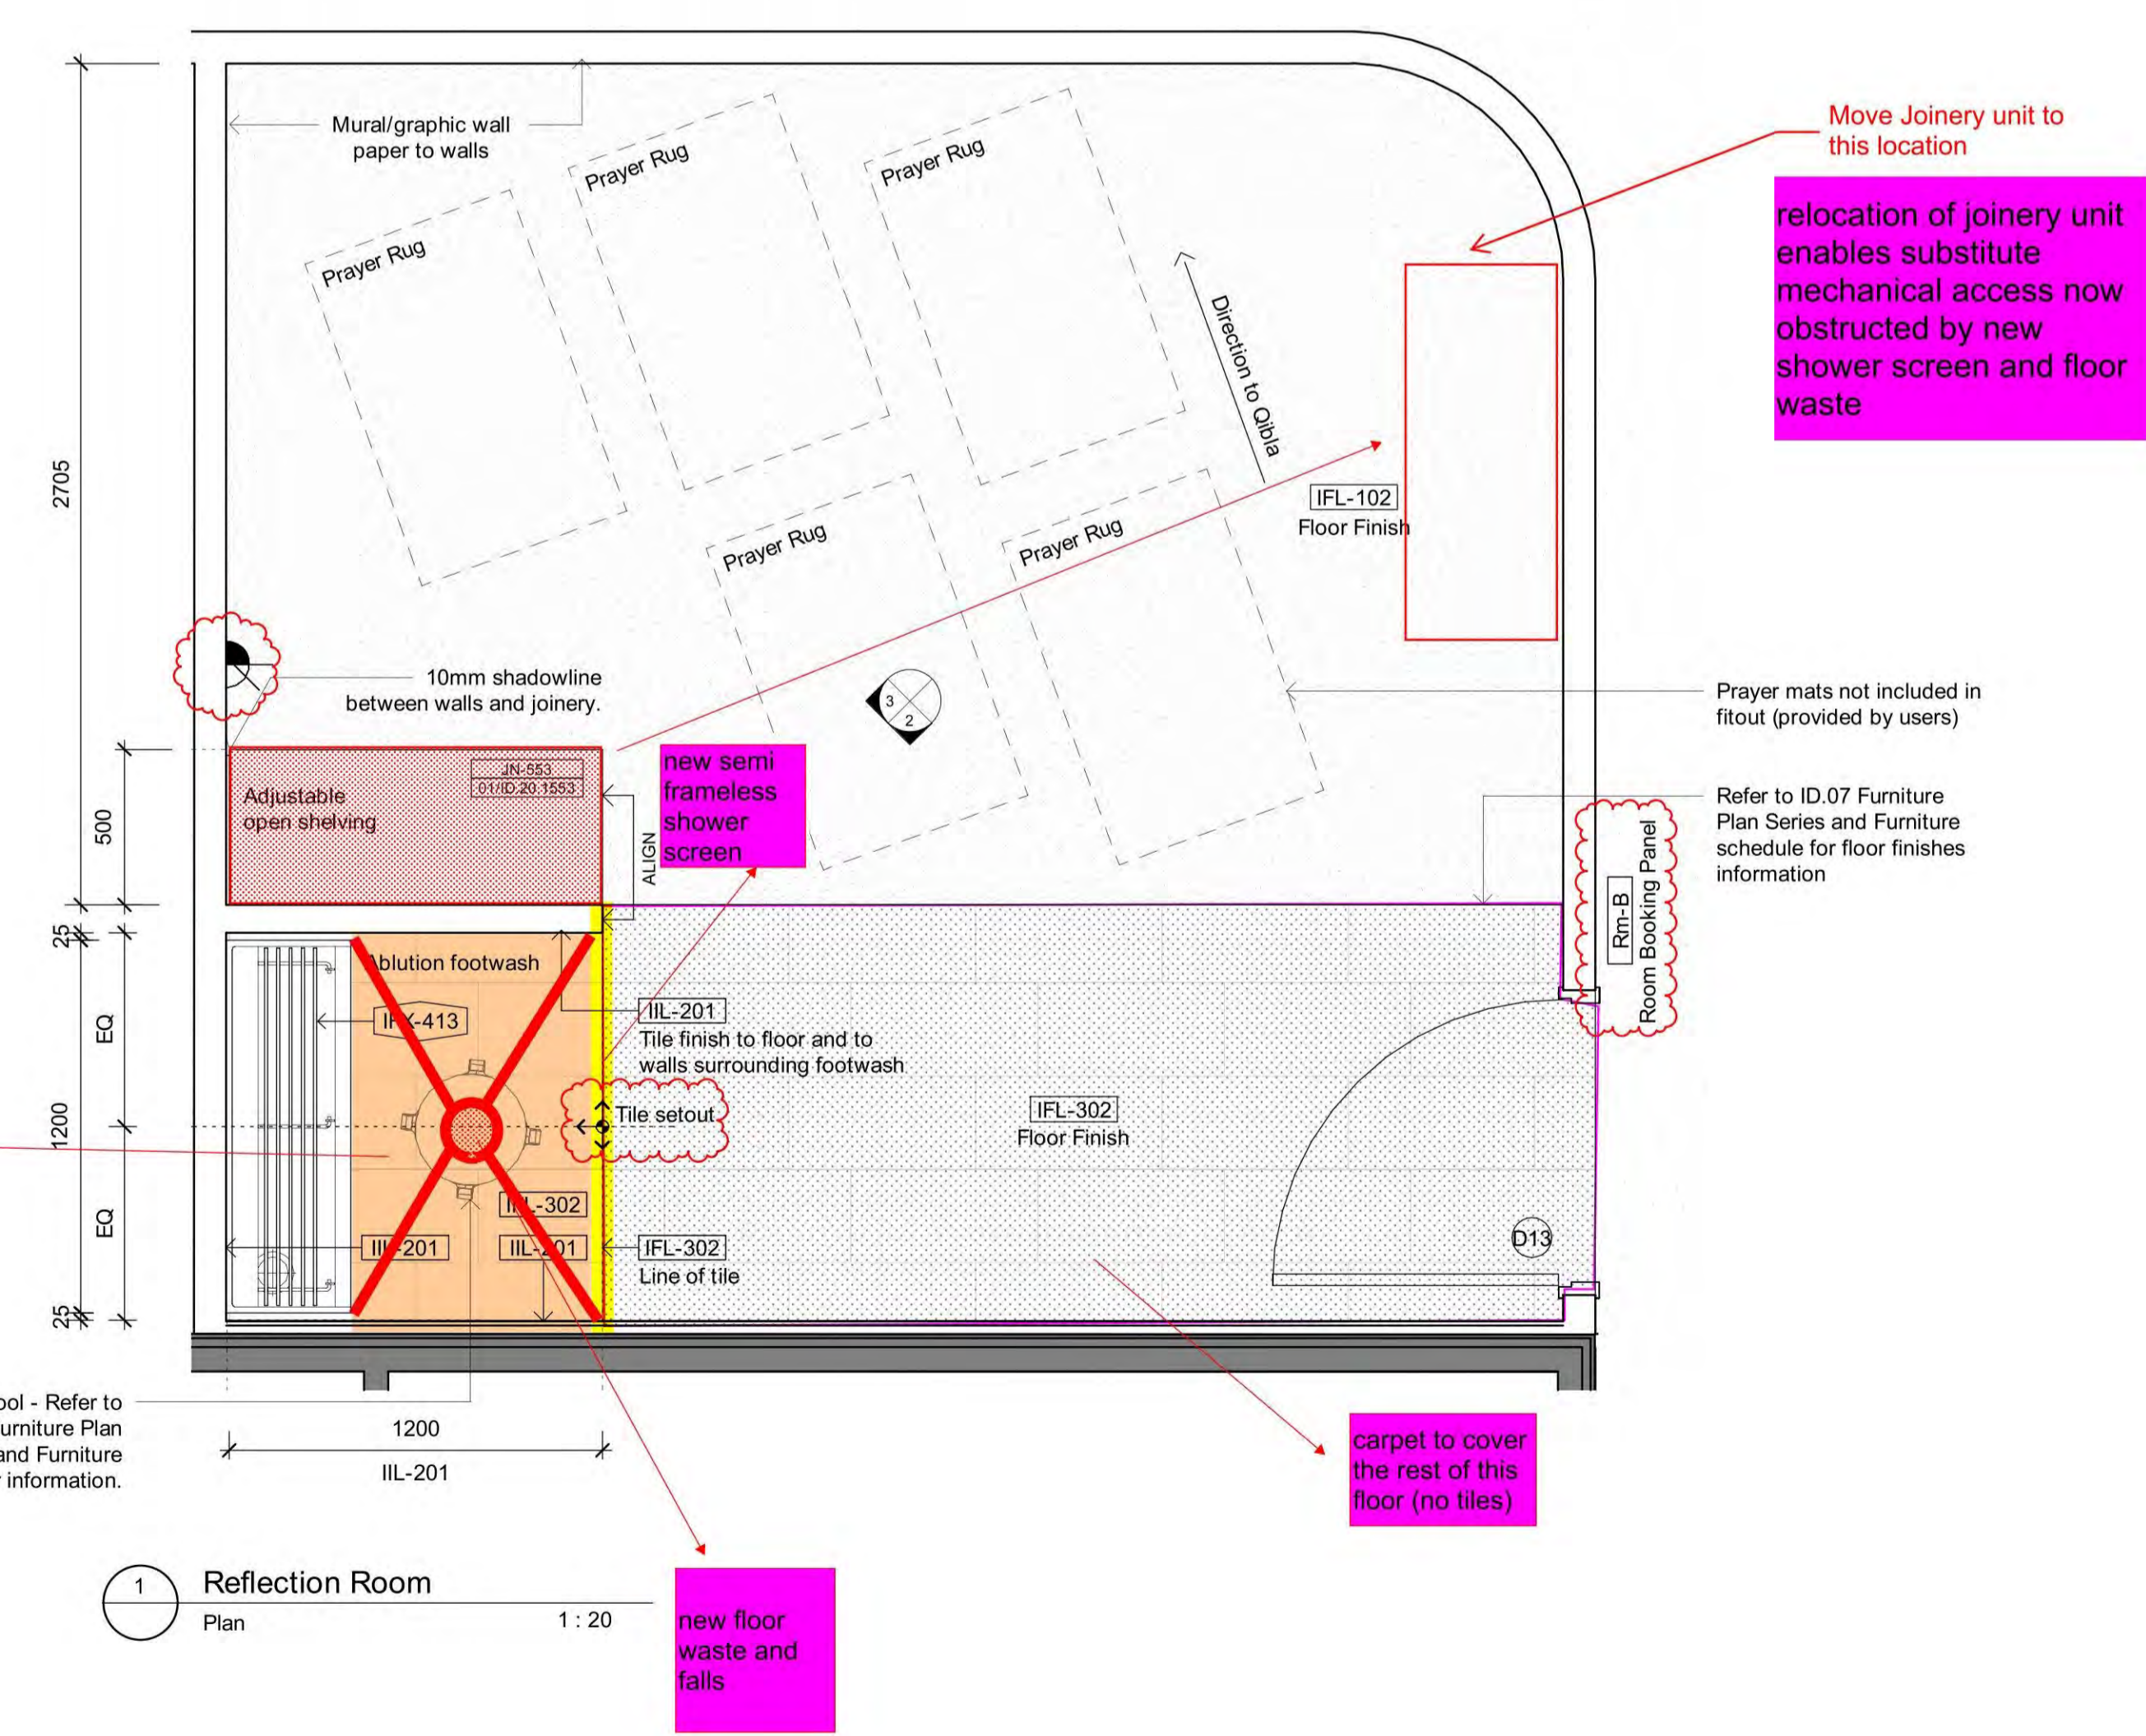 Mural/graphic wall
paper to walls
Prayer Rug
Prayer Rug
Prayer Rug
Prayer Rug
Prayer Rug
Direction to Qibla
Move Joinery unit to
this location
relocation of joinery unit
enables substitute
mechanical access now
obstructed by new
shower screen and floor
waste
2705
IFL-102
Floor Finish
10mm shadowline
between walls and joinery.
3
2
Prayer mats not included in
fitout (provided by users)
JN-553
01/ID.20.1553
Adjustable
open shelving
500
ALIGN
new semi
frameless
shower
screen
Refer to ID.07 Furniture
Plan Series and Furniture
schedule for floor finishes
information
Rm-B
Room Booking Panel
25
Ablution footwash
IFX-413
EQ
IIL-201
Tile finish to floor and to
walls surrounding footwash
Tile setout
1200
IFL-302
Floor Finish
IFL-302
EQ
IIL-201
IIL-201
IFL-302
Line of tile
D13
25
ool - Refer to
urniture Plan
and Furniture
information.
1200
IIL-201
carpet to cover
the rest of this
floor (no tiles)
1
Reflection Room
Plan
1 : 20
new floor
waste and
falls